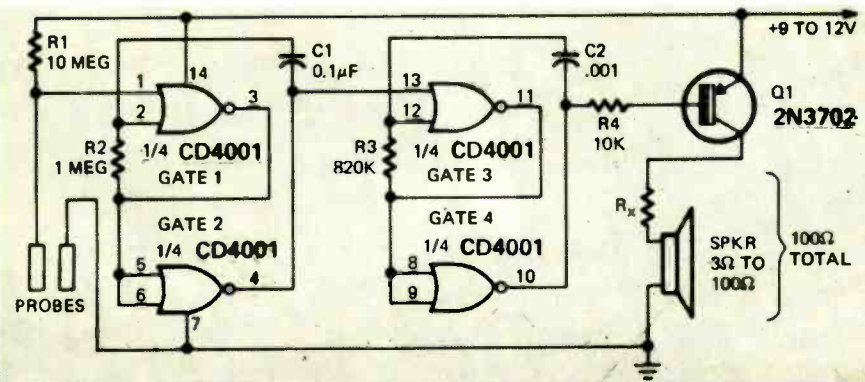 +9 TO 12V
R1
10 MEG
14
C1
0.1µF
C2
.001
1
2
3
13
12
11
Q1
2N3702
R4
10K
R2
1 MEG
1/4 CD4001
GATE 1
R3
820K
1/4 CD4001
GATE 3
GATE 2
1/4 CD4001
GATE 4
1/4 CD4001
Rx
SPKR
3Ω TO
100Ω
100Ω
TOTAL
5
6
4
8
9
10
7
PROBES